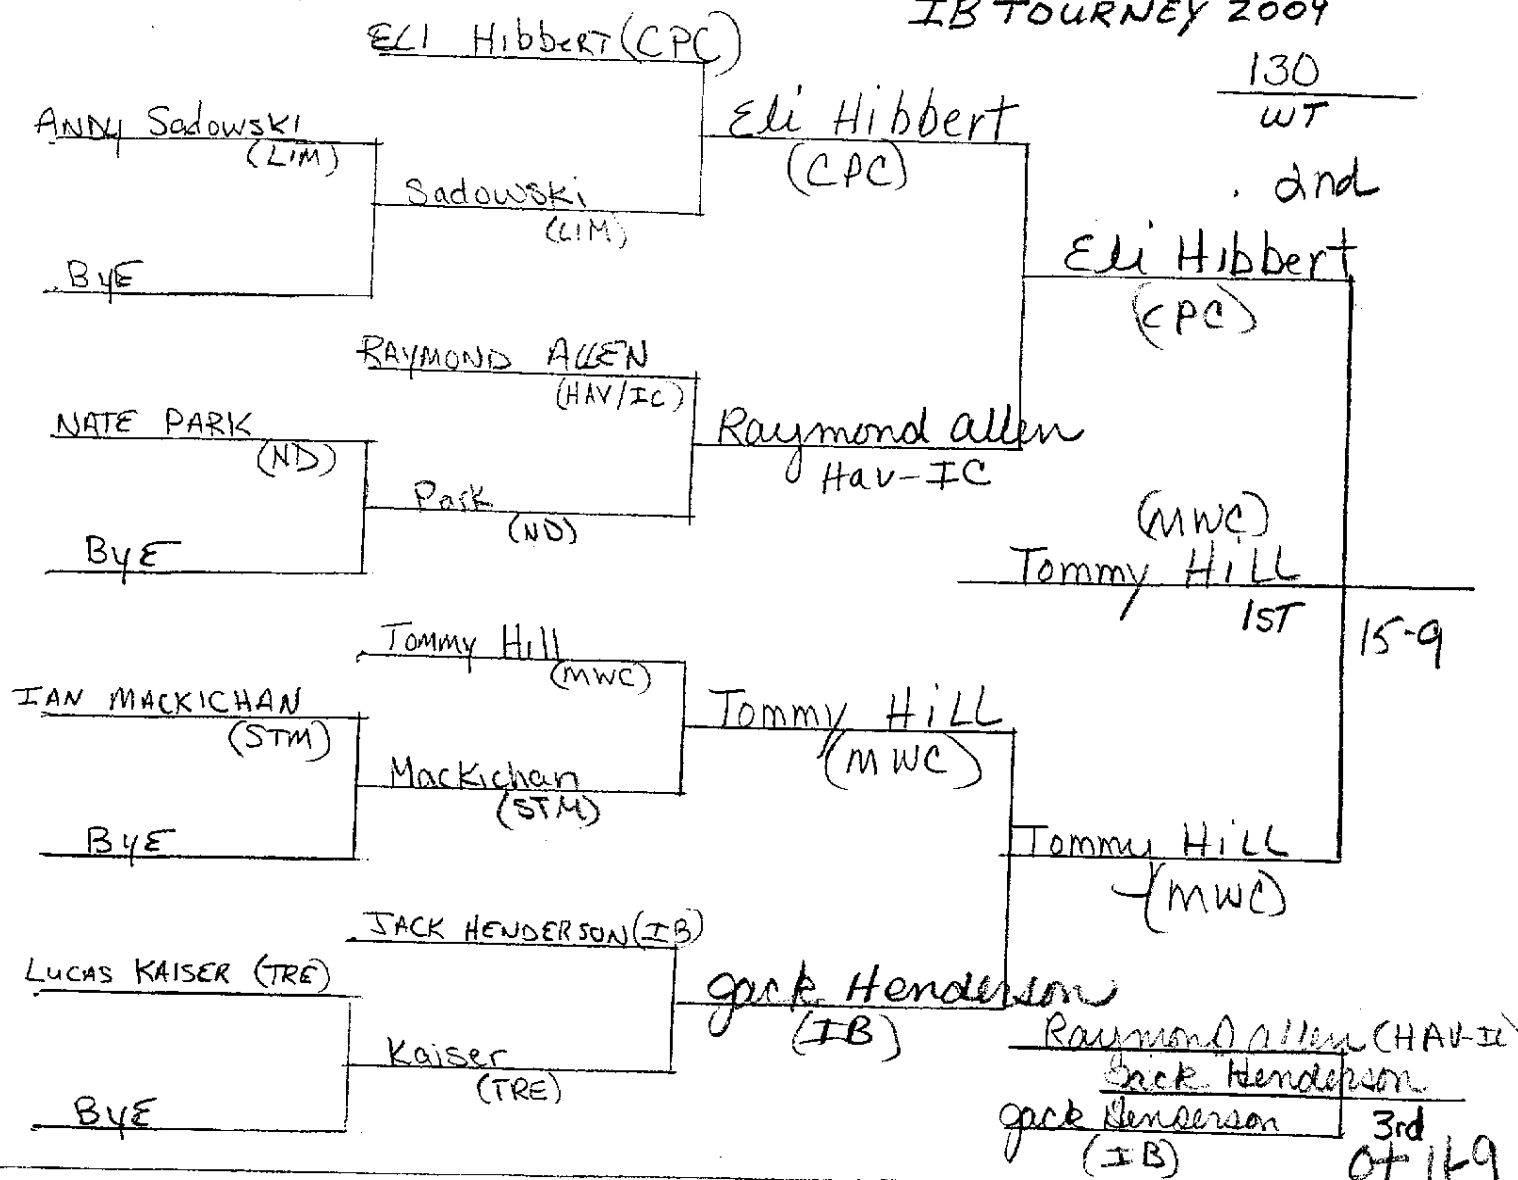 IB TOURNEY 2009
ELI HibbERT (CPC)
130
WT
ANDY Sadowski
(LIM)
Eli Hibbert
(CPC)
2nd
Sadowski
(LIM)
ByE
Eli Hibbert
(CPC)
RAYMOND ALLEN
(HAV/IC)
NATE PARK
(ND)
Raymond Allen
Hav-IC
Park
(ND)
ByE
(MWC)
Tommy HiLL
1ST
15-9
Tommy Hill
(MWC)
IAN MACKICHAN
(STM)
Tommy HiLL
(MWC)
Mackichan
(STM)
ByE
Tommy HiLL
(MWC)
JACK HENDERSON (IB)
LUCAS KAISER (TRE)
Jack Henderson
(IB)
Raymond Allen (HAV-IC)
Kaiser
(TRE)
Jack Henderson
ByE
Jack Henderson
(IB)
3rd
OT 11-9